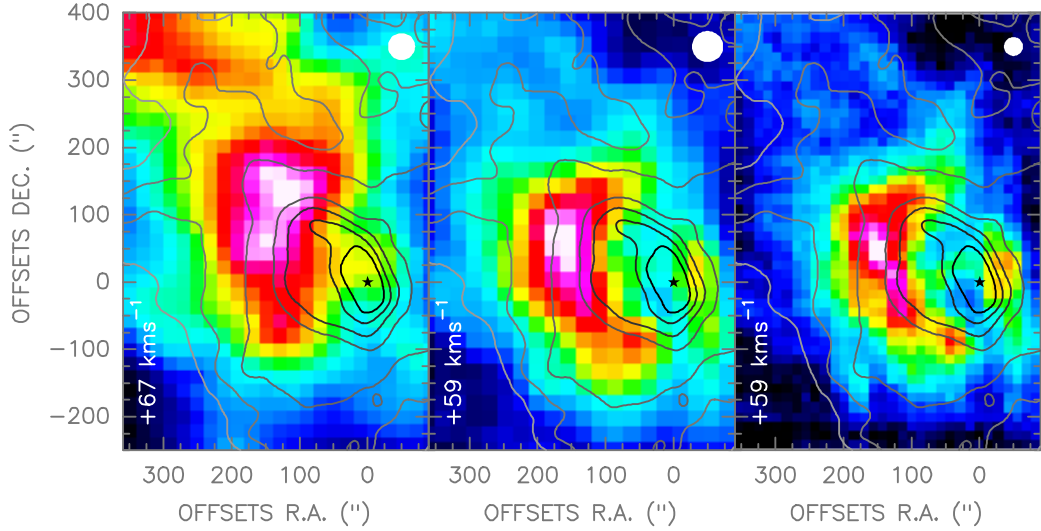 400
300
200
100
0
−100
−200
OFFSETS DEC. (")
+67 kms−1
+59 kms−1
+59 kms−1
300 200 100 0 300 200 100 0 300 200 100 0
OFFSETS R.A. (") OFFSETS R.A. (") OFFSETS R.A. (")